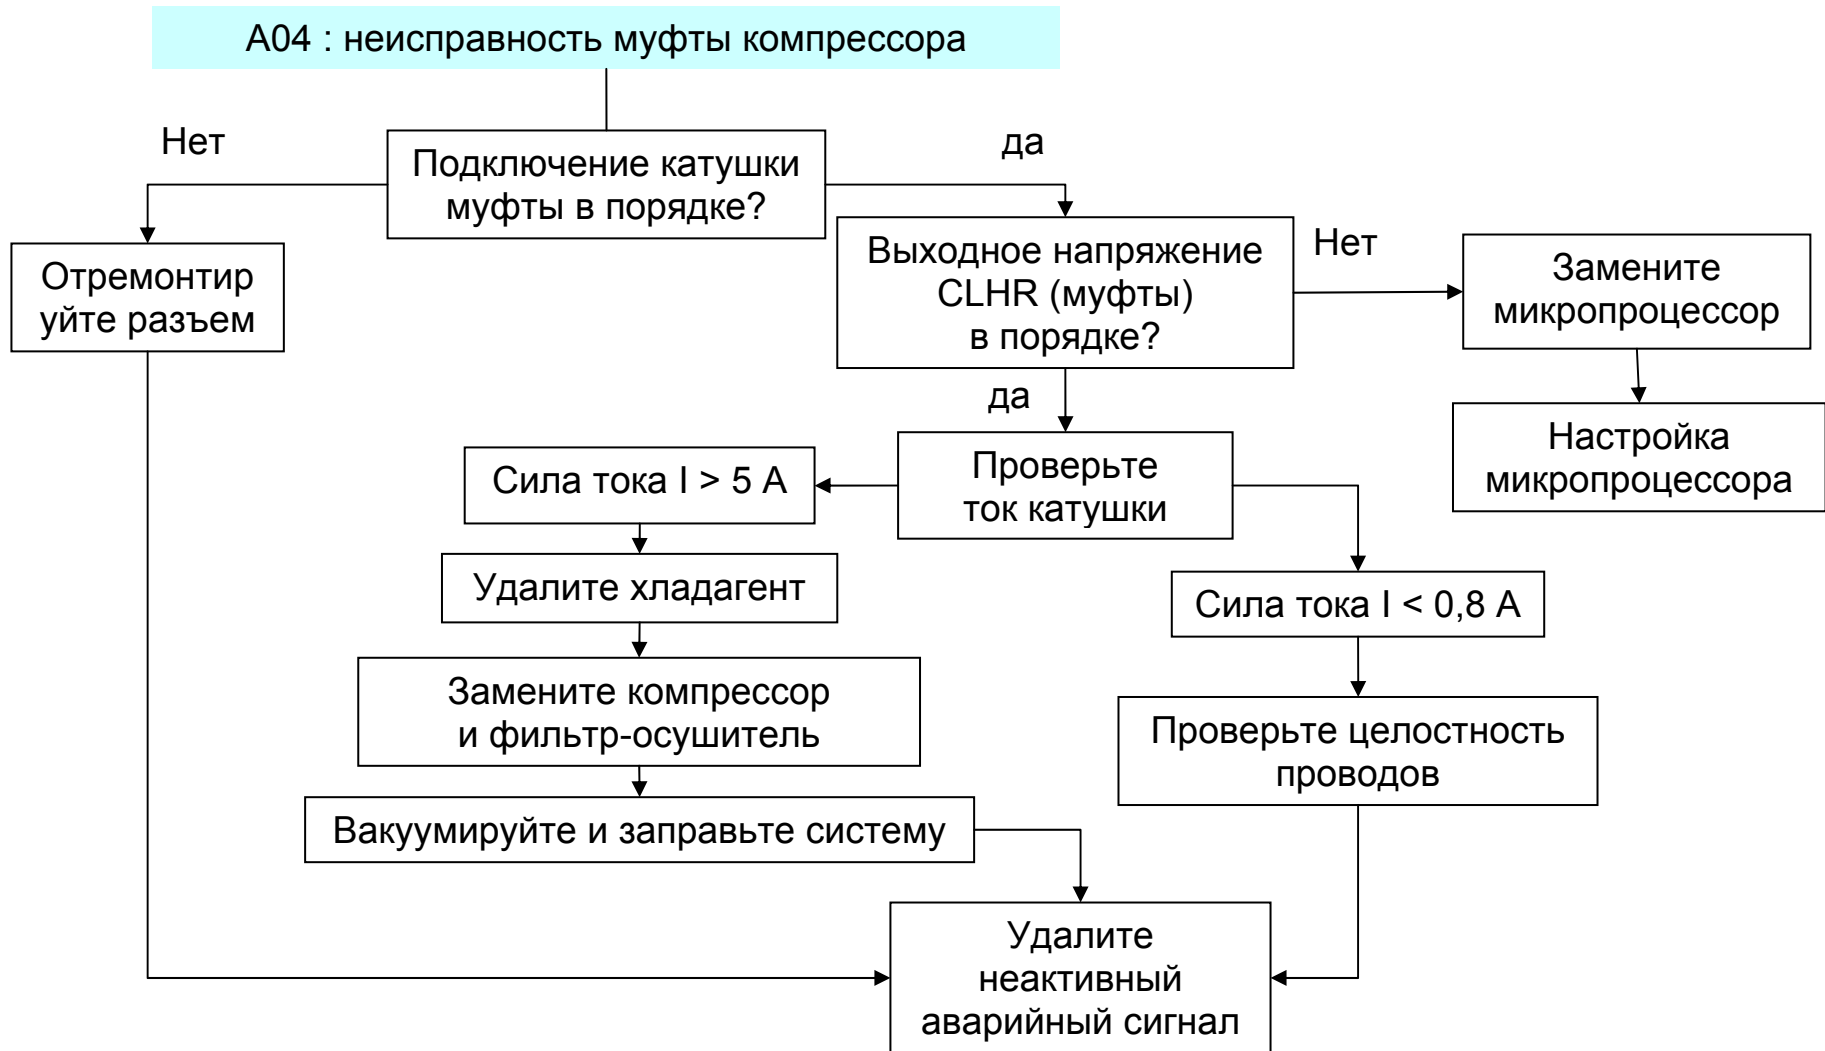 A04 : неисправность муфты компрессора
Нет
да
Подключение катушки
муфты в порядке?
Отремонтир
уйте разъем
Выходное напряжение
CLHR (муфты)
в порядке?
Нет
Замените
микропроцессор
да
Настройка
микропроцессора
Сила тока I > 5 А
Проверьте
ток катушки
Удалите хладагент
Сила тока I < 0,8 А
Замените компрессор
и фильтр-осушитель
Проверьте целостность
проводов
Вакуумируйте и заправьте систему
Удалите
неактивный
аварийный сигнал